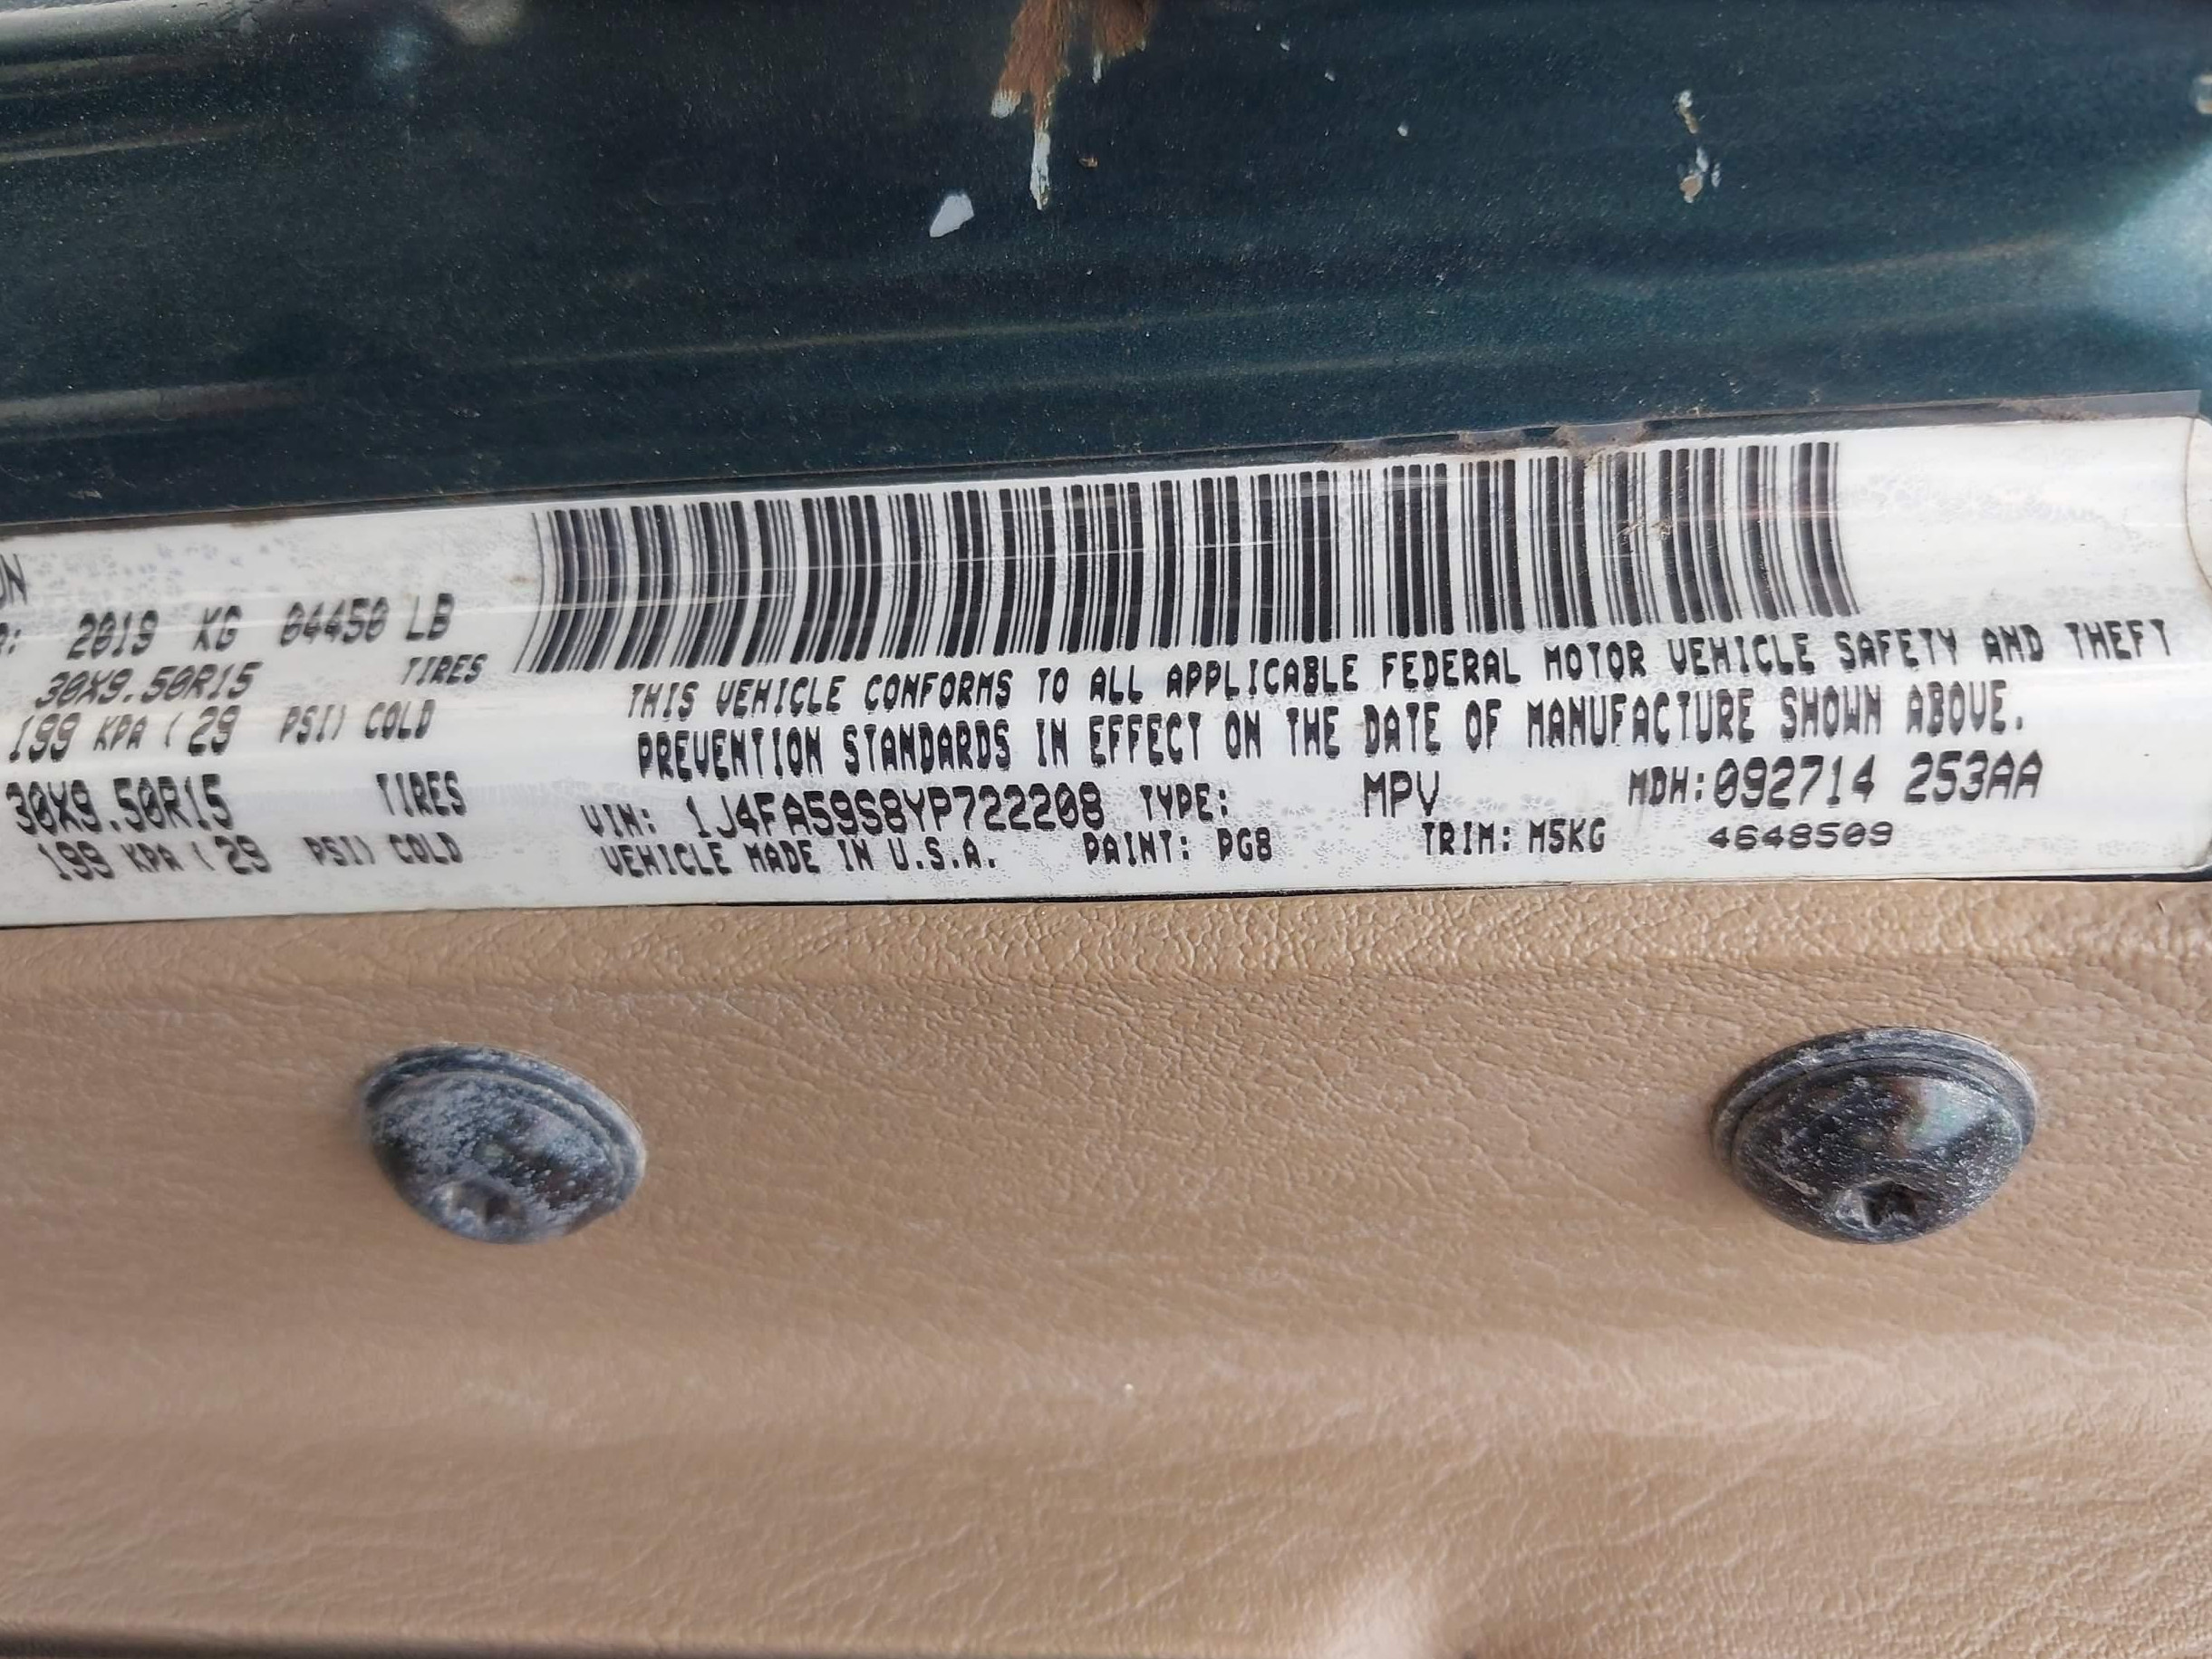 ON
R: 2019 KG 04450 LB
30X9.50R15 TIRES
199 KPA ( 29 PSI) COLD
30X9.50R15 TIRES
199 KPA ( 29 PSI) COLD
THIS VEHICLE CONFORMS TO ALL APPLICABLE FEDERAL MOTOR VEHICLE SAFETY AND THEFT
PREVENTION STANDARDS IN EFFECT ON THE DATE OF MANUFACTURE SHOWN ABOVE.
VIN: 1J4FA59S8YP722208 TYPE: MPV MDH:092714 253AA
VEHICLE MADE IN U.S.A. PAINT: PG8 TRIM: M5KG 4648509